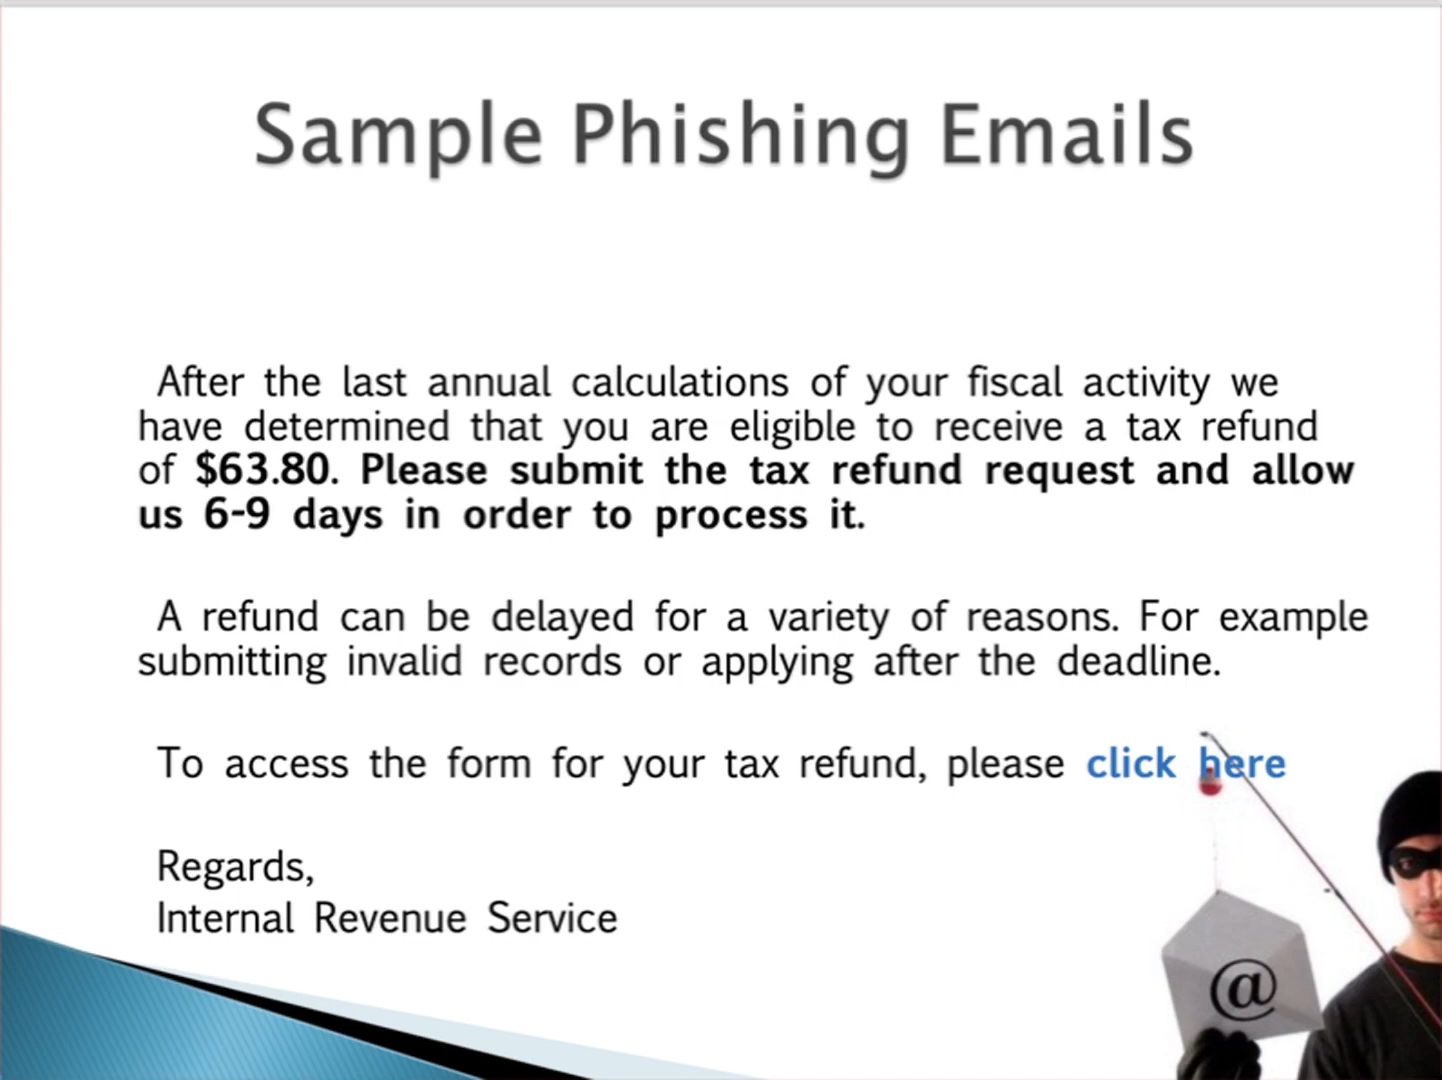 Sample Phishing Emails
After the last annual calculations of your fiscal activity we
have determined that you are eligible to receive a tax refund
of $63.80. Please submit the tax refund request and allow
us 6-9 days in order to process it.
A refund can be delayed for a variety of reasons. For example
submitting invalid records or applying after the deadline.
To access the form for your tax refund, please click here
Regards,
Internal Revenue Service
@